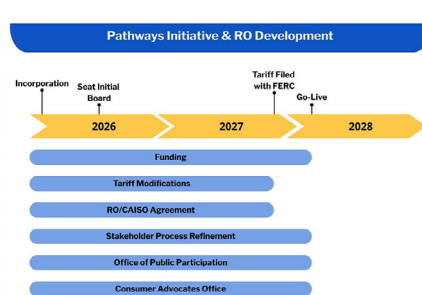 Pathways Initiative & RO Development
Incorporation
Seat Initial
Board
Tariff Filed
with FERC
Go-Live
2026
2027
2028
Funding
Tariff Modifications
RO/CAISO Agreement
Stakeholder Process Refinement
Office of Public Participation
Consumer Advocates Office